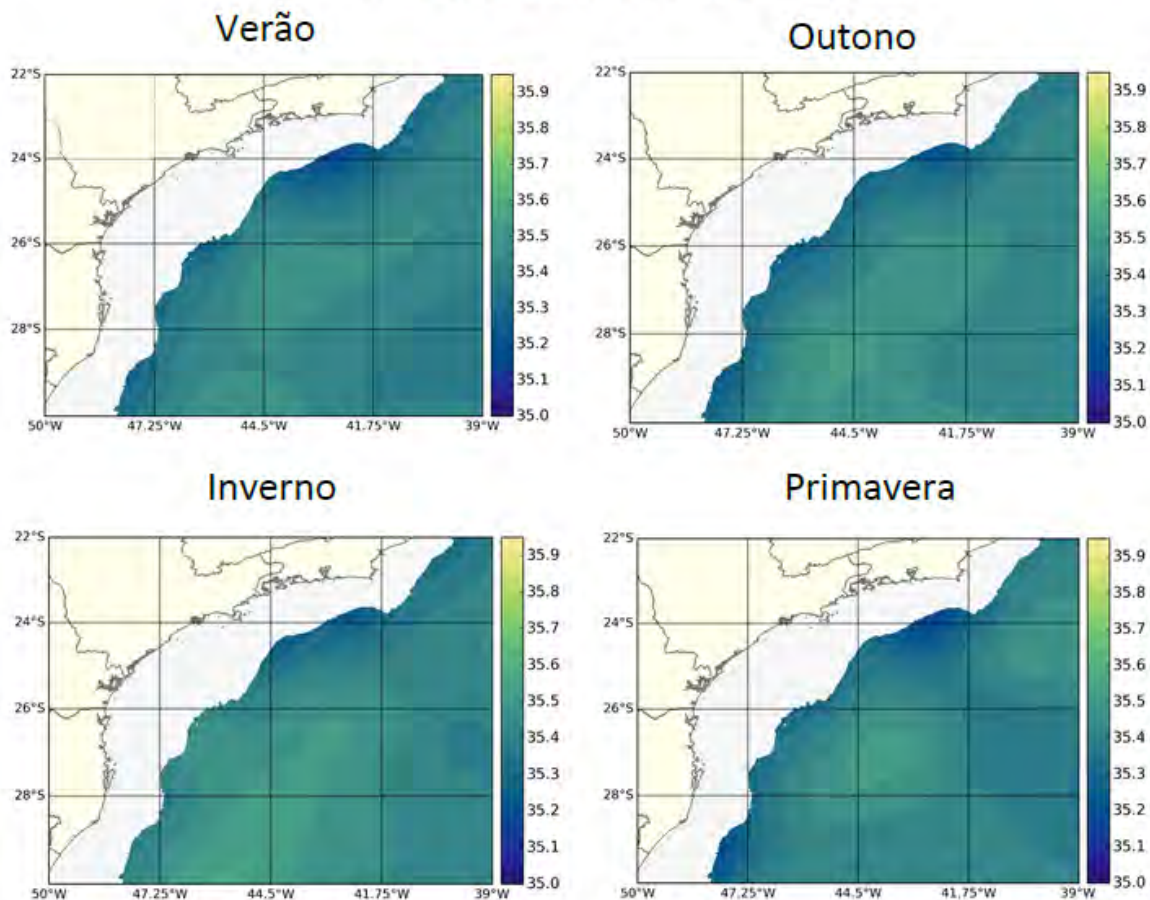 Verão
Outono
22°S
24°S
26°S
28°S
50°W
47.25°W
44.5°W
41.75°W
39°W
35.9
35.8
35.7
35.6
35.5
35.4
35.3
35.2
35.1
35.0
22°S
24°S
26°S
28°S
50°W
47.25°W
44.5°W
41.75°W
39°W
35.9
35.8
35.7
35.6
35.5
35.4
35.3
35.2
35.1
35.0
Inverno
Primavera
22°S
24°S
26°S
28°S
50°W
47.25°W
44.5°W
41.75°W
39°W
35.9
35.8
35.7
35.6
35.5
35.4
35.3
35.2
35.1
35.0
22°S
24°S
26°S
28°S
50°W
47.25°W
44.5°W
41.75°W
39°W
35.9
35.8
35.7
35.6
35.5
35.4
35.3
35.2
35.1
35.0